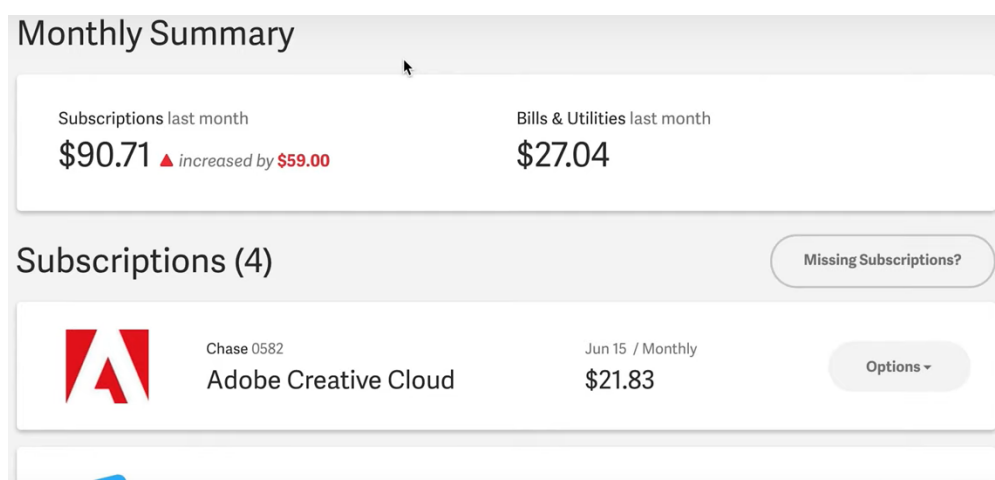 Monthly Summary
Subscriptions last month
$90.71 ▲ increased by $59.00
Bills & Utilities last month
$27.04
Subscriptions (4)
Missing Subscriptions?
Chase 0582
Adobe Creative Cloud
Jun 15 / Monthly
$21.83
Options